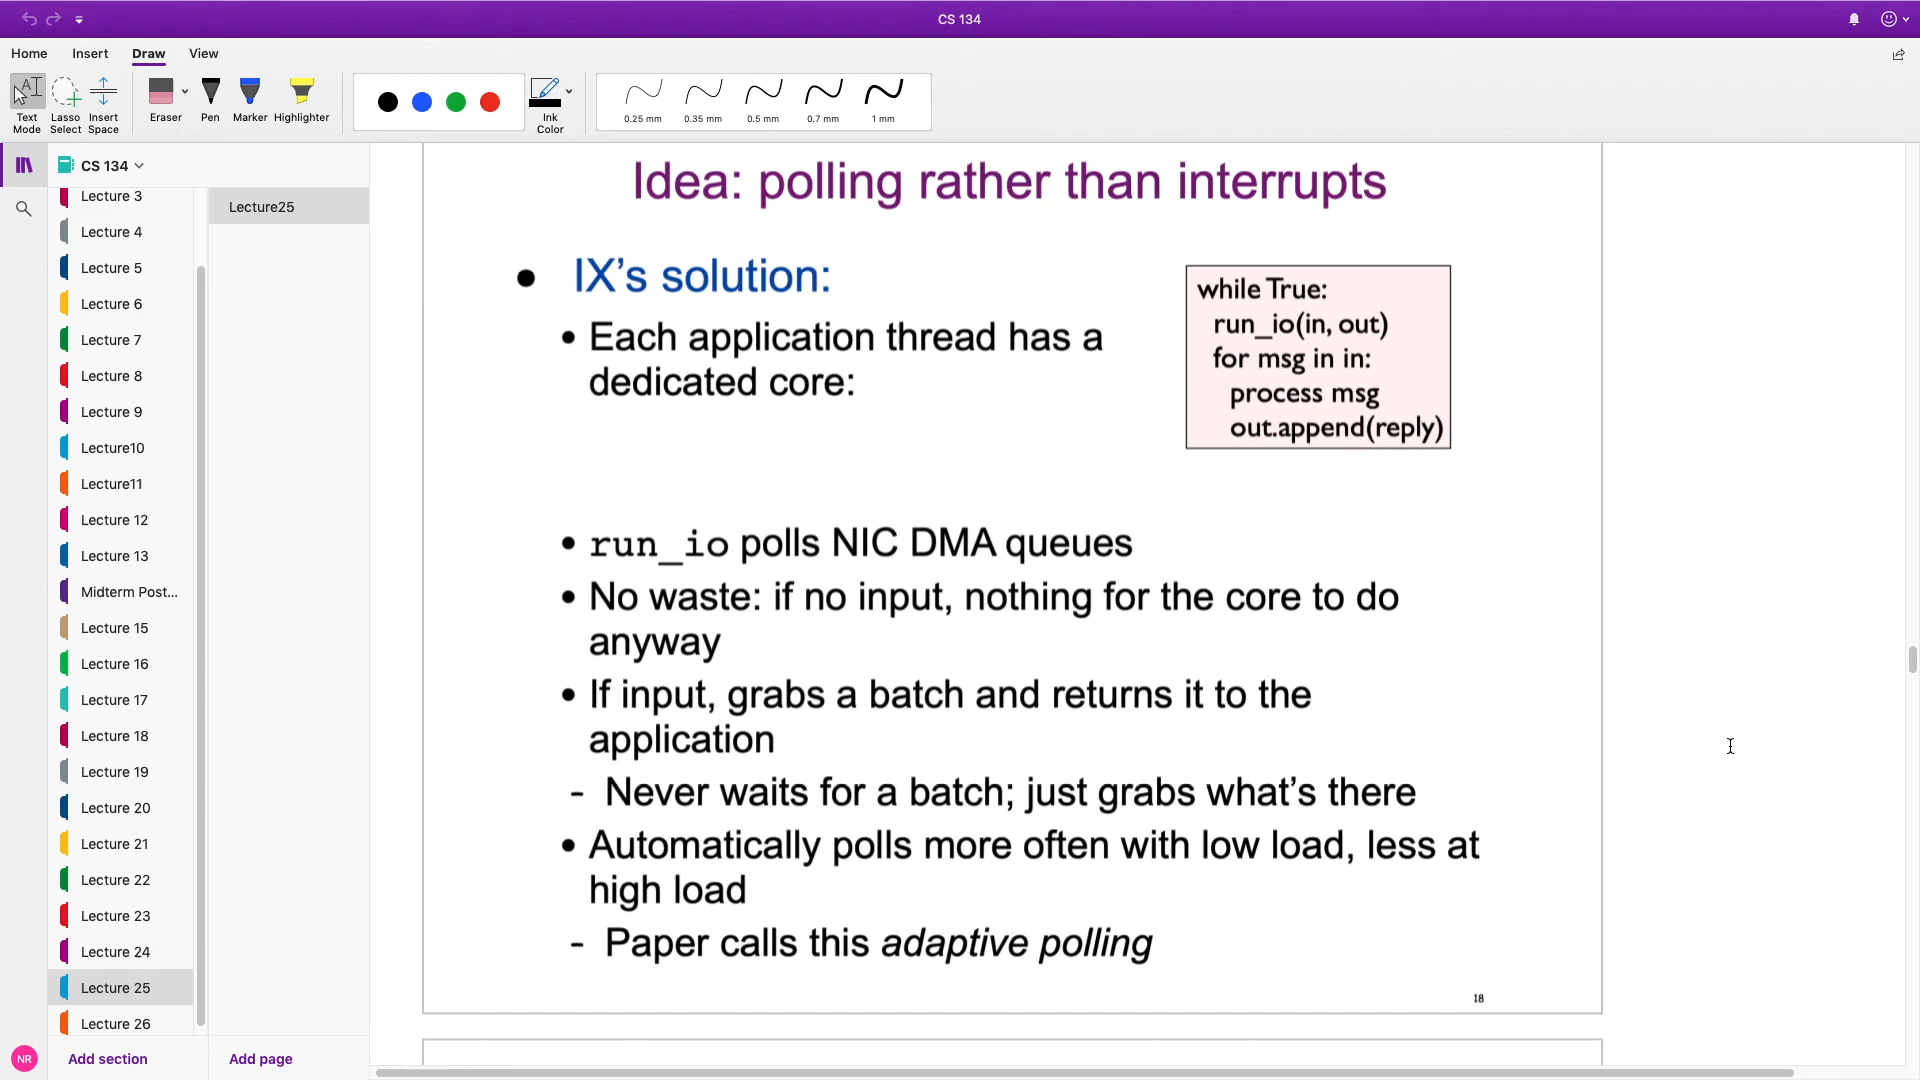 CS 134
Home Insert Draw View
Text Mode
Lasso Select
Insert Space
Eraser
Pen
Marker
Highlighter
Ink Color
0.25 mm
0.35 mm
0.5 mm
0.7 mm
1 mm
CS 134
Lecture 3
Lecture 4
Lecture 5
Lecture 6
Lecture 7
Lecture 8
Lecture 9
Lecture10
Lecture11
Lecture 12
Lecture 13
Midterm Post...
Lecture 15
Lecture 16
Lecture 17
Lecture 18
Lecture 19
Lecture 20
Lecture 21
Lecture 22
Lecture 23
Lecture 24
Lecture 25
Lecture 26
NR
Add section
Lecture25
Add page
Idea: polling rather than interrupts
• IX's solution:
• Each application thread has a
dedicated core:
while True:
run_io(in, out)
for msg in in:
process msg
out.append(reply)
• run_io polls NIC DMA queues
• No waste: if no input, nothing for the core to do
anyway
• If input, grabs a batch and returns it to the
application
- Never waits for a batch; just grabs what's there
• Automatically polls more often with low load, less at
high load
- Paper calls this adaptive polling
18